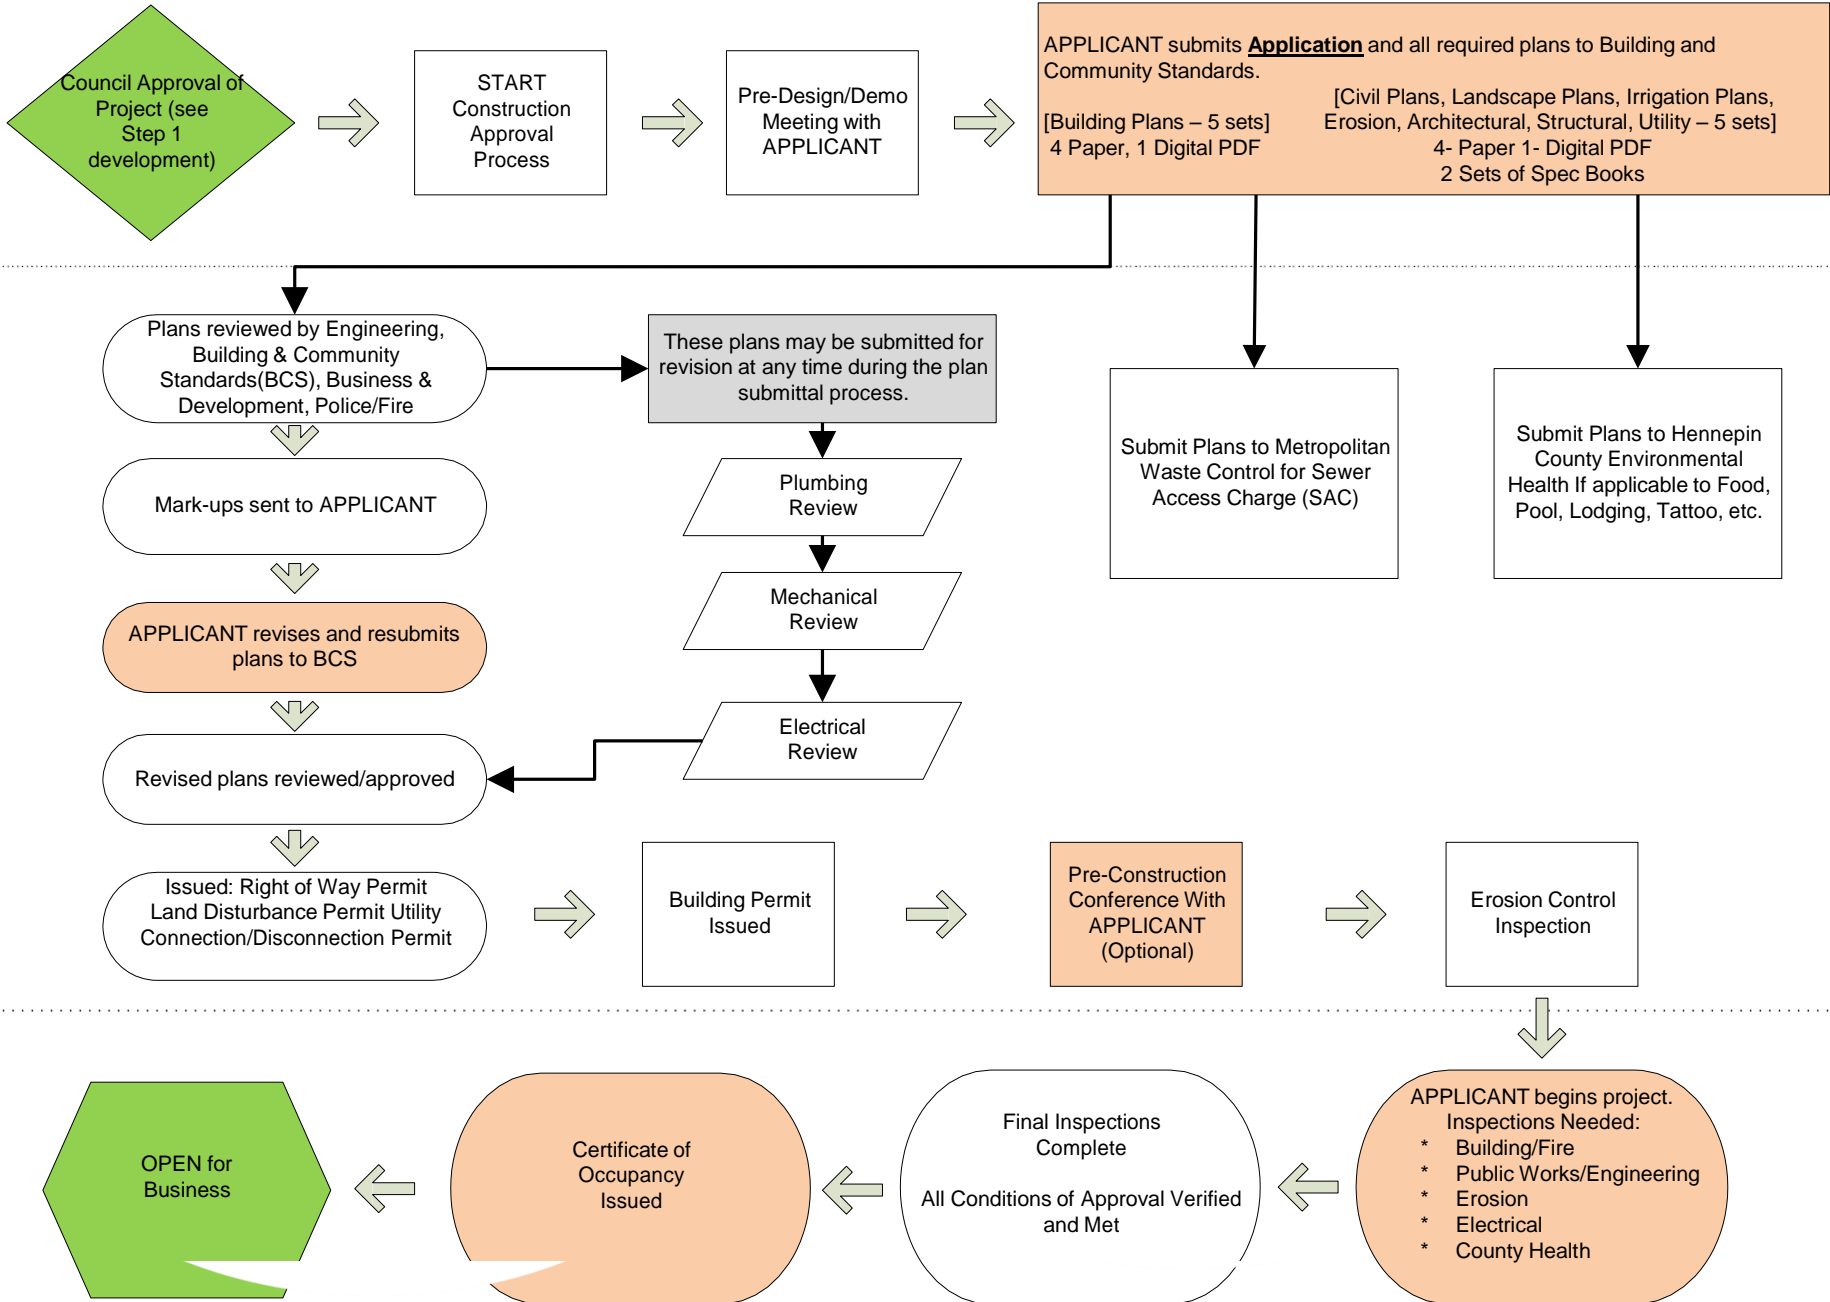 Council Approval of
Project (see
Step 1
development)
START
Construction
Approval
Process
Pre-Design/Demo
Meeting with
APPLICANT
APPLICANT submits Application and all required plans to Building and
Community Standards.
[Building Plans – 5 sets]
4 Paper, 1 Digital PDF
[Civil Plans, Landscape Plans, Irrigation Plans,
Erosion, Architectural, Structural, Utility – 5 sets]
4- Paper 1- Digital PDF
2 Sets of Spec Books
Plans reviewed by Engineering,
Building & Community
Standards(BCS), Business &
Development, Police/Fire
These plans may be submitted for
revision at any time during the plan
submittal process.
Submit Plans to Metropolitan
Waste Control for Sewer
Access Charge (SAC)
Submit Plans to Hennepin
County Environmental
Health If applicable to Food,
Pool, Lodging, Tattoo, etc.
Mark-ups sent to APPLICANT
Plumbing
Review
Mechanical
Review
APPLICANT revises and resubmits
plans to BCS
Electrical
Review
Revised plans reviewed/approved
Issued: Right of Way Permit
Land Disturbance Permit Utility
Connection/Disconnection Permit
Building Permit
Issued
Pre-Construction
Conference With
APPLICANT
(Optional)
Erosion Control
Inspection
APPLICANT begins project.
Inspections Needed:
* Building/Fire
* Public Works/Engineering
* Erosion
* Electrical
* County Health
Final Inspections
Complete
All Conditions of Approval Verified
and Met
Certificate of
Occupancy
Issued
OPEN for
Business